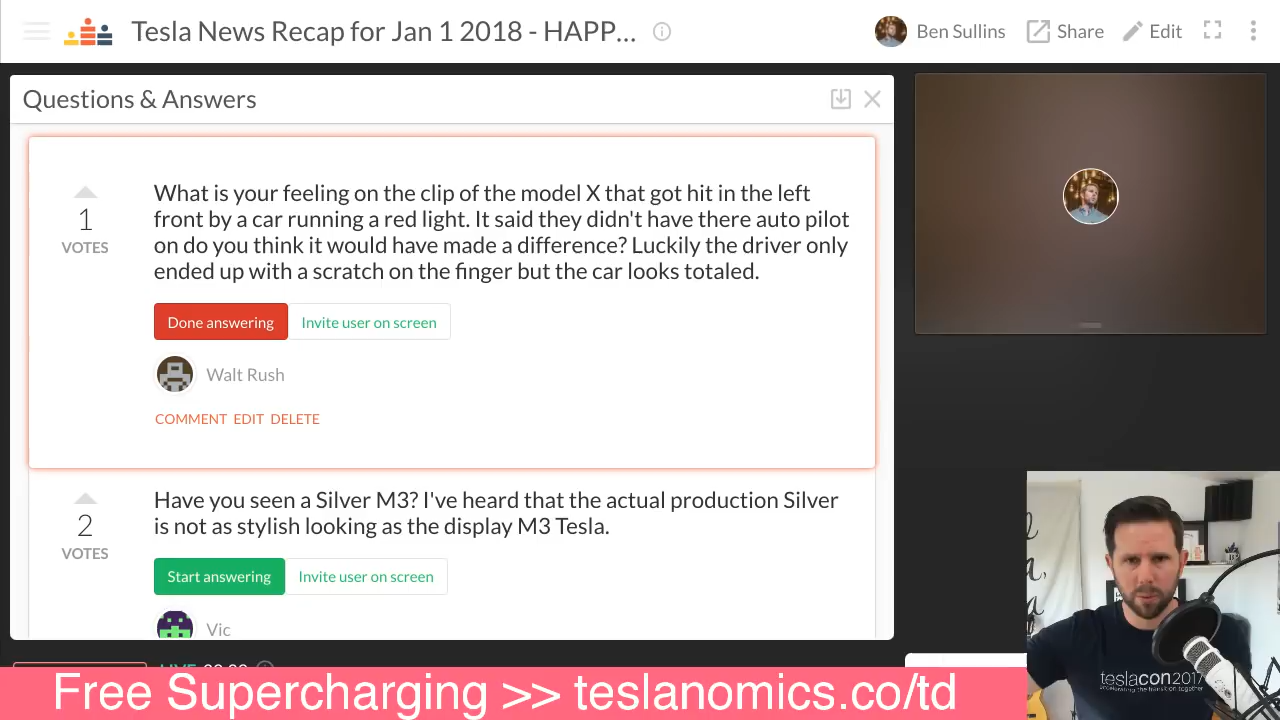 Tesla News Recap for Jan 1 2018 - HAPP...
Ben Sullins
Share
Edit
Questions & Answers
1
VOTES
What is your feeling on the clip of the model X that got hit in the left
front by a car running a red light. It said they didn't have there auto pilot
on do you think it would have made a difference? Luckily the driver only
ended up with a scratch on the finger but the car looks totaled.
Done answering
Invite user on screen
Walt Rush
COMMENT EDIT DELETE
2
VOTES
Have you seen a Silver M3? I've heard that the actual production Silver
is not as stylish looking as the display M3 Tesla.
Start answering
Invite user on screen
Vic
teslacon2017
accelerating the transition together
Free Supercharging >> teslanomics.co/td